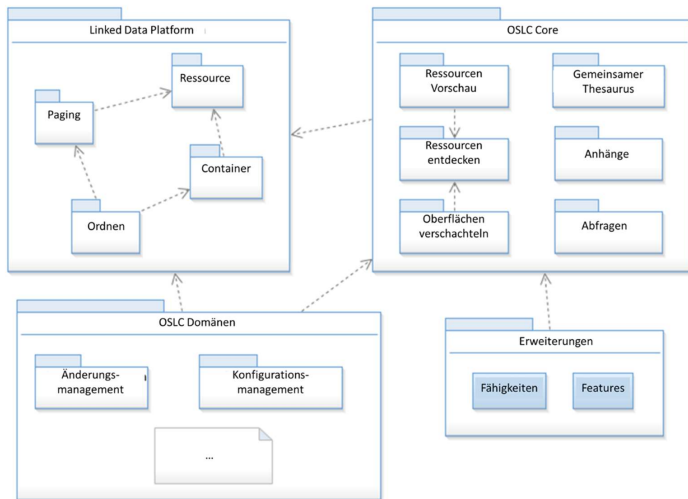 Linked Data Platform
Ressource
Paging
Container
Ordnen
OSLC Core
Ressourcen
Vorschau
Gemeinsamer
Thesaurus
Ressourcen
entdecken
Anhänge
Oberflächen
verschachteln
Abfragen
OSLC Domänen
Änderungs-
management
Konfigurations-
management
...
Erweiterungen
Fähigkeiten
Features